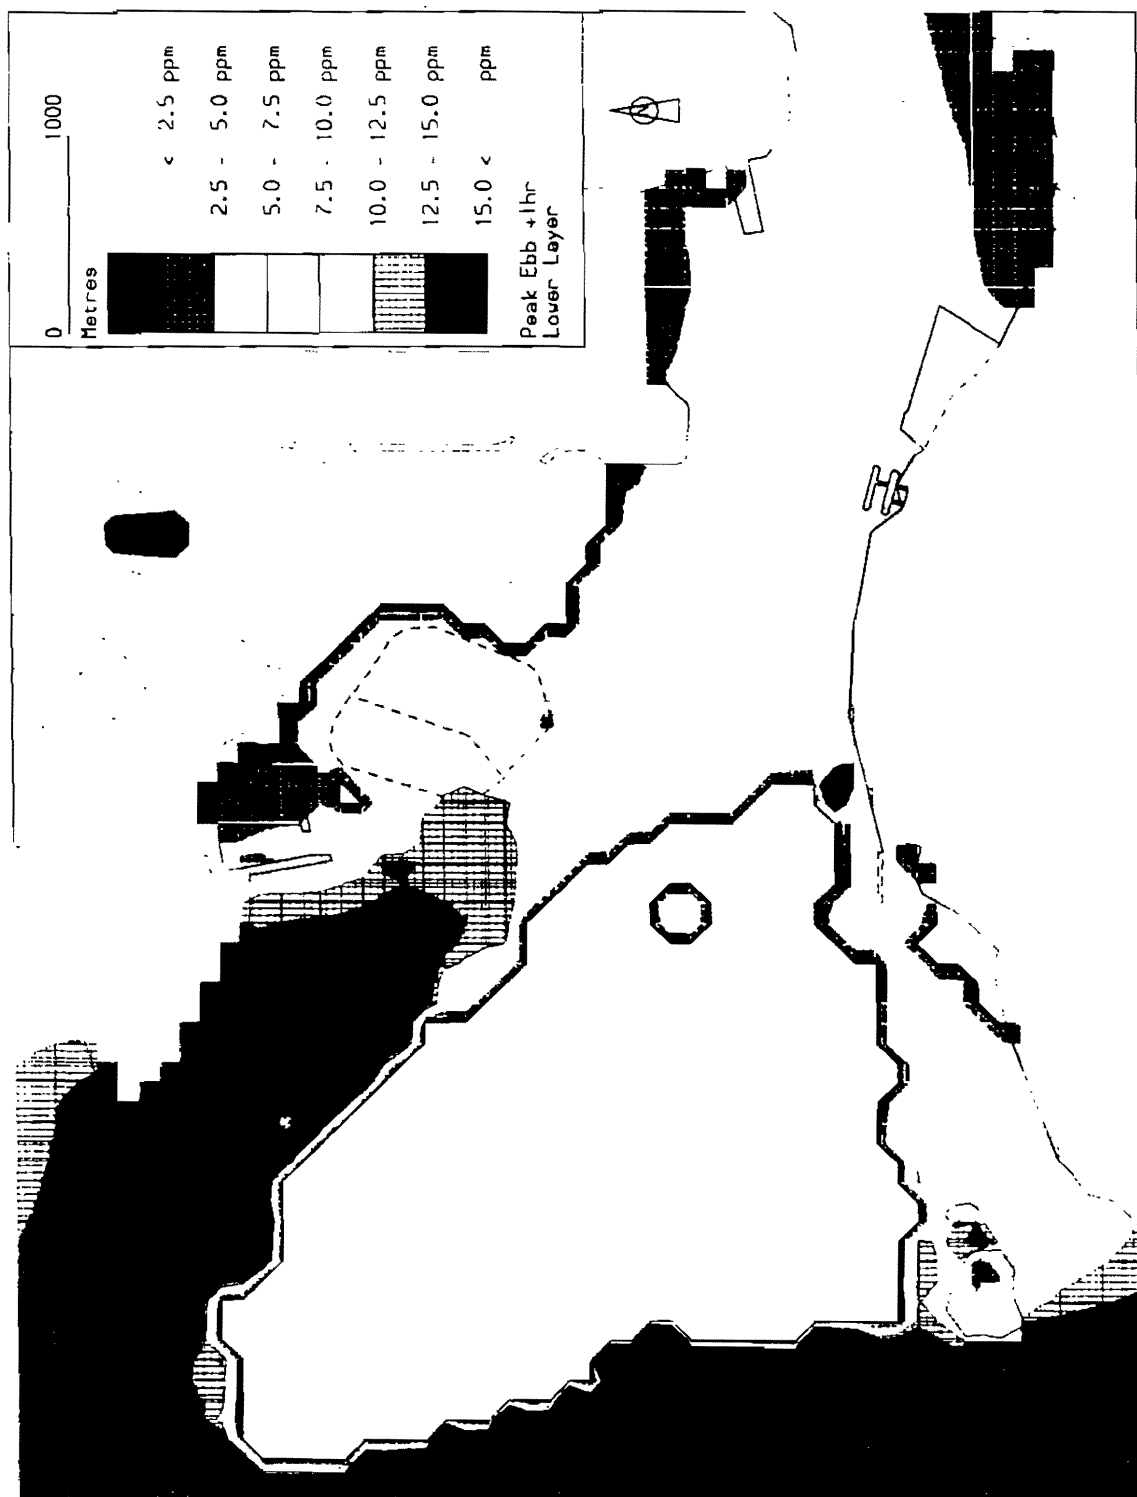 0 1000
Metres
< 2.5 ppm
2.5 - 5.0 ppm
5.0 - 7.5 ppm
7.5 - 10.0 ppm
10.0 - 12.5 ppm
12.5 - 15.0 ppm
15.0 < ppm
Peak Ebb +1hr
Lower Layer
N